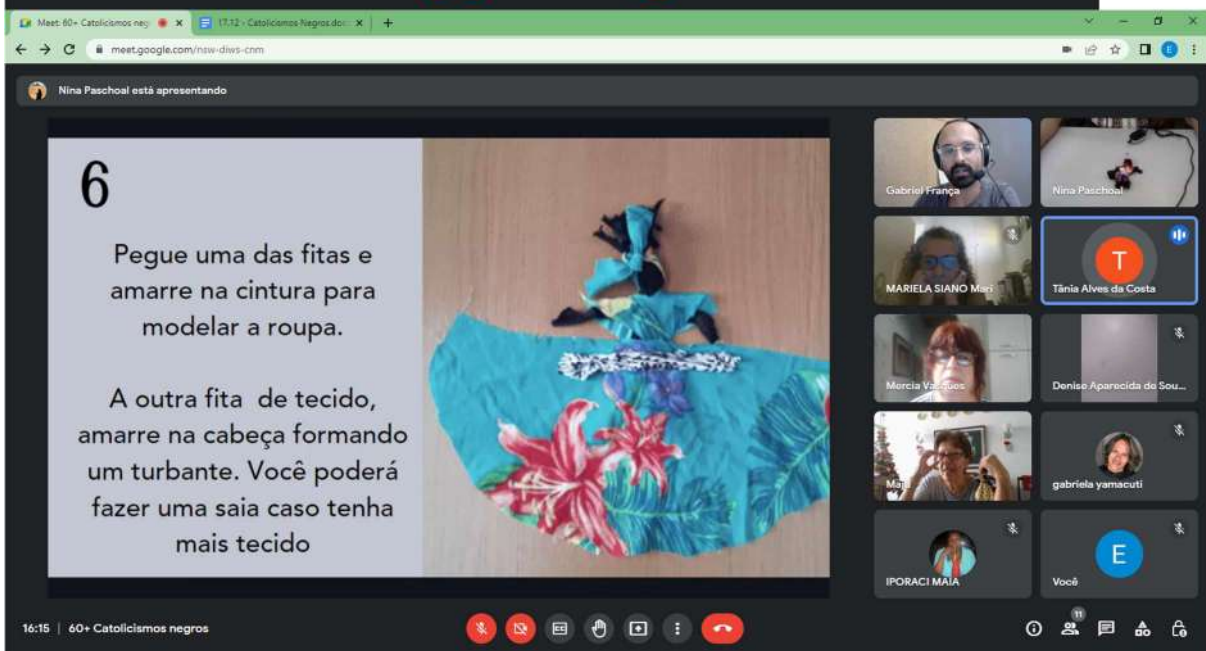 Meet: 60+ Catolicismos neg
17.12 - Catolicismos Negros.doc
meet.google.com/nsw-diws-cnm
E
Nina Paschoal está apresentando
6
Pegue uma das fitas e
amarre na cintura para
modelar a roupa.
A outra fita de tecido,
amarre na cabeça formando
um turbante. Você poderá
fazer uma saia caso tenha
mais tecido
Gabriel França
Nina Paschoal
MARIELA SIANO Mari
T
Tânia Alves da Costa
Mercia Vasques
Denise Aparecida de Sou...
gabriela yamacuti
IPORACI MAIA
E
Você
16:15 | 60+ Catolicismos negros
11